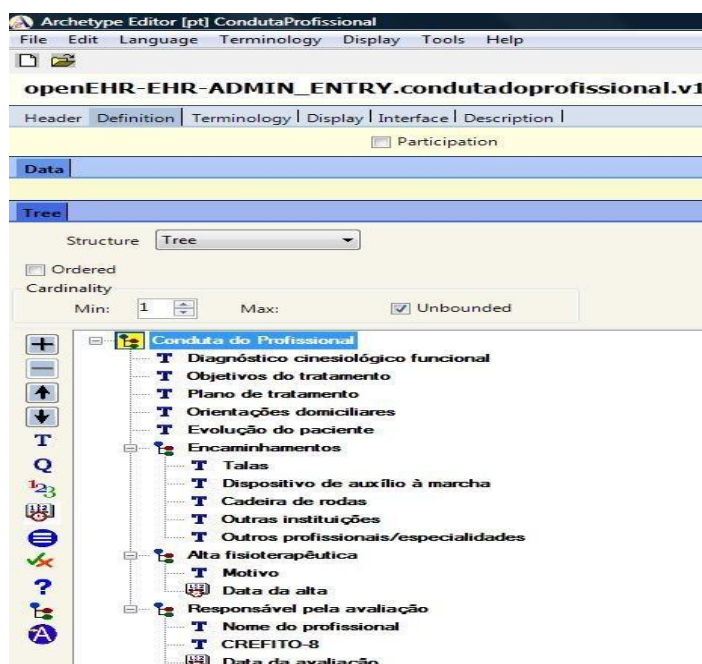 Archetype Editor [pt] CondutaProfissional
File Edit Language Terminology Display Tools Help
openEHR-EHR-ADMIN_ENTRY.condutadoprofissional.v1
Header Definition Terminology Display Interface Description
Participation
Data
Tree
Structure Tree
Ordered
Cardinality
Min: 1 Max: Unbounded
Conduta do Profissional
T Diagnóstico cinesiológico funcional
T Objetivos do tratamento
T Plano de tratamento
T Orientações domiciliares
T Evolução do paciente
Encaminhamentos
T Talas
T Dispositivo de auxílio à marcha
T Cadeira de rodas
T Outras instituições
T Outros profissionais/especialidades
Alta fisioterapêutica
T Motivo
Data da alta
Responsável pela avaliação
T Nome do profissional
T CREFITO-8
Data da avaliação
T
Q
123
?
A